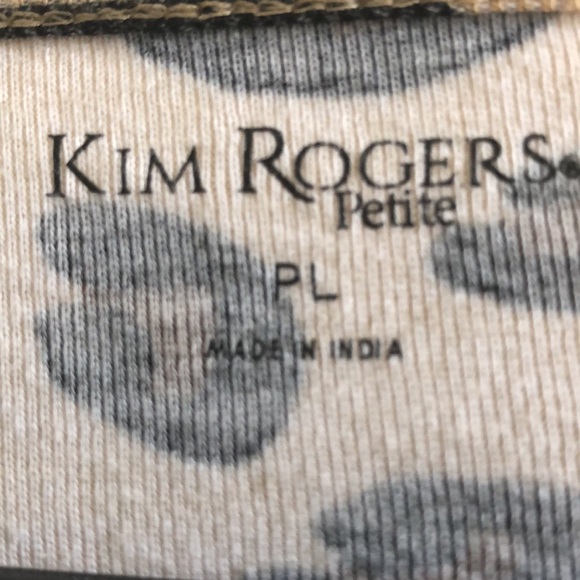 KIM ROGERS®
Petite
PL
MADE IN INDIA